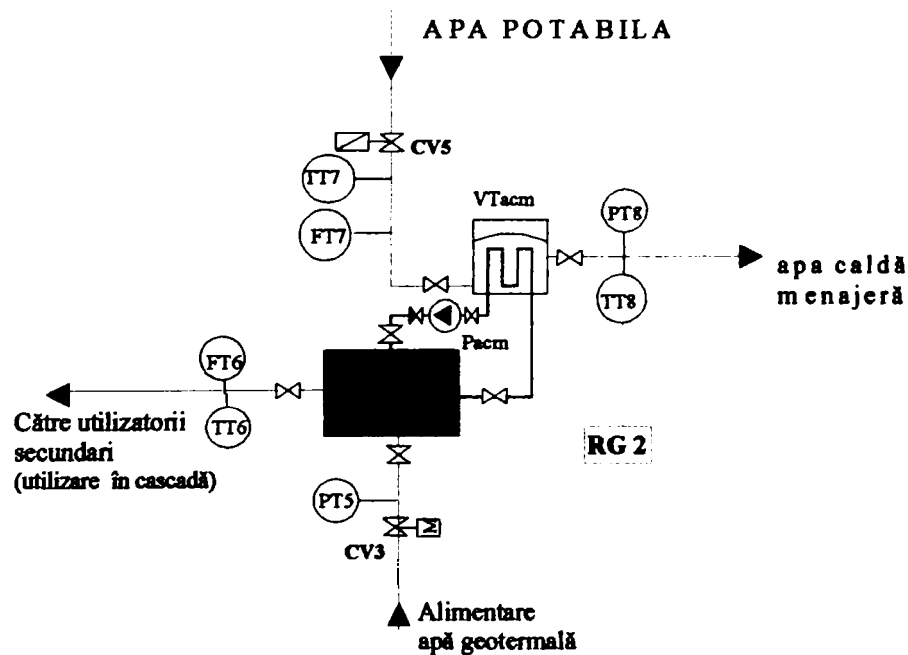 APA POTABILA
CV5
TT7
FT7
VTacm
PT8
TT8
apa caldă
menajeră
Pacm
FT6
TT6
Către utilizatorii
secundari
(utilizare în cascadă)
RG 2
PT5
M
CV3
Alimentare
apă geotermală